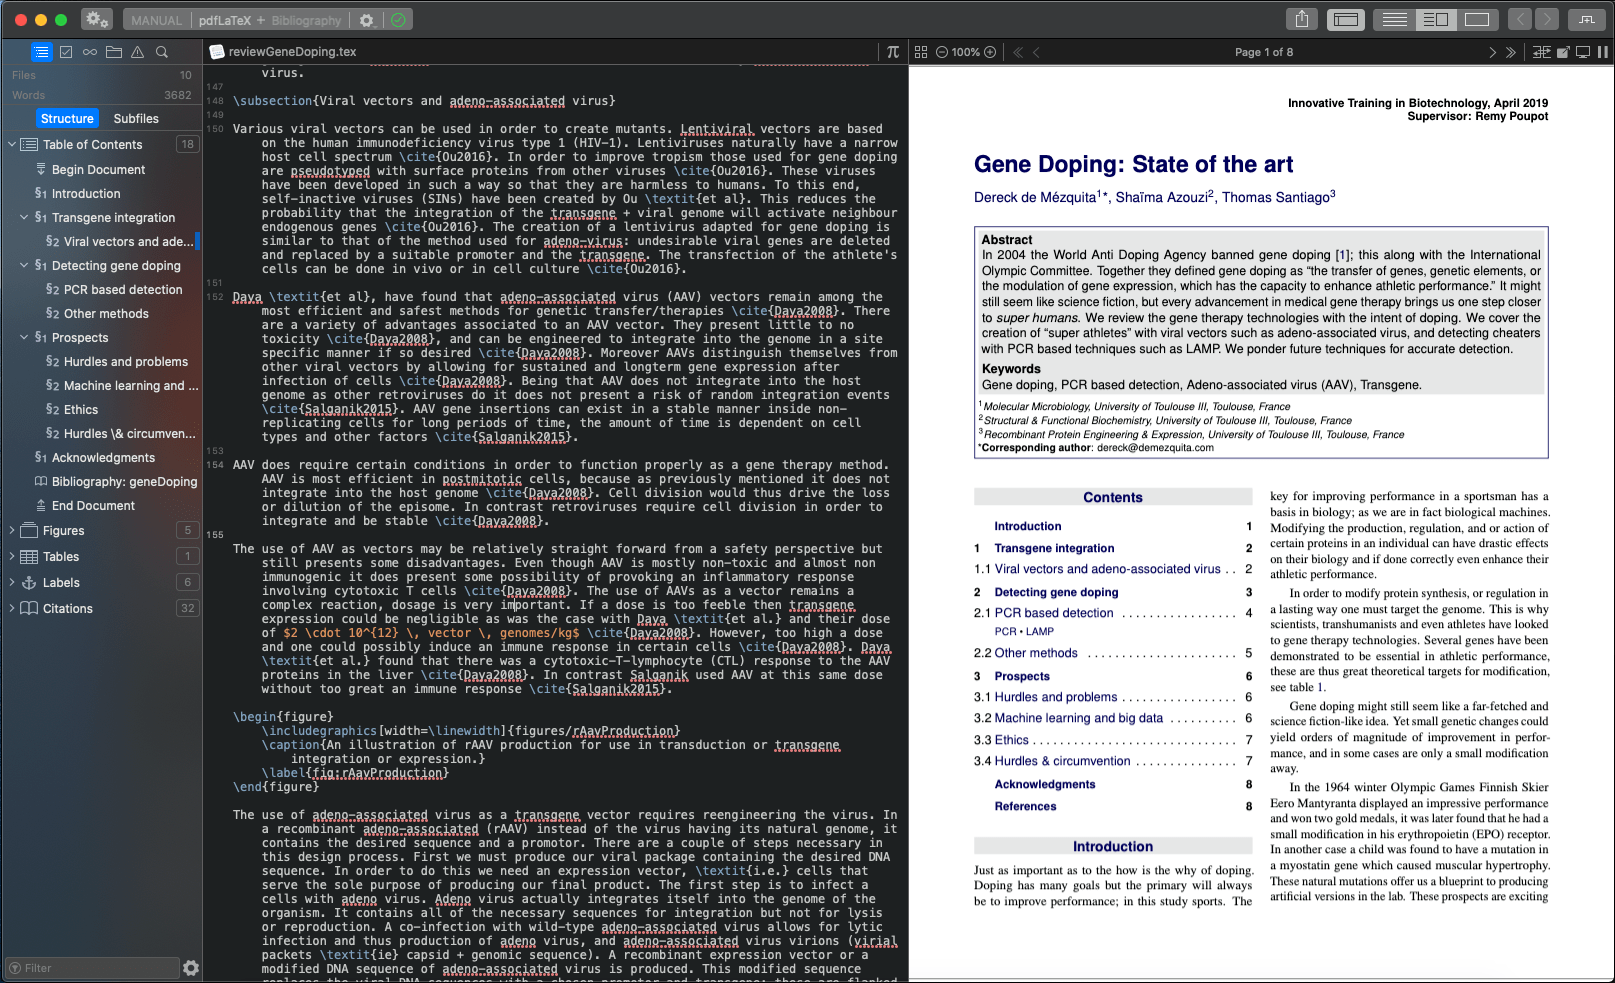 MANUAL pdfLaTeX + Bibliography
reviewGeneDoping.tex
100%
Page 1 of 8
Files 10
Words 3682
Structure Subfiles
Table of Contents 18
Begin Document
§1 Introduction
§1 Transgene integration
§2 Viral vectors and ade...
§1 Detecting gene doping
§2 PCR based detection
§2 Other methods
§1 Prospects
§2 Hurdles and problems
§2 Machine learning and ...
§2 Ethics
§2 Hurdles \& circumven...
§1 Acknowledgments
Bibliography: geneDoping
End Document
Figures 5
Tables 1
Labels 6
Citations 32
Filter
virus.
147
148 \subsection{Viral vectors and adeno-associated virus}
149
150 Various viral vectors can be used in order to create mutants. Lentiviral vectors are based
on the human immunodeficiency virus type 1 (HIV-1). Lentiviruses naturally have a narrow
host cell spectrum \cite{Ou2016}. In order to improve tropism those used for gene doping
are pseudotyped with surface proteins from other viruses \cite{Ou2016}. These viruses
have been developed in such a way so that they are harmless to humans. To this end,
self-inactive viruses (SINs) have been created by Ou \textit{et al}. This reduces the
probability that the integration of the transgene + viral genome will activate neighbour
endogenous genes \cite{Ou2016}. The creation of a lentivirus adapted for gene doping is
similar to that of the method used for adeno-virus: undesirable viral genes are deleted
and replaced by a suitable promoter and the transgene. The transfection of the athlete's
cells can be done in vivo or in cell culture \cite{Ou2016}.
151
152 Daya \textit{et al}, have found that adeno-associated virus (AAV) vectors remain among the
most efficient and safest methods for genetic transfer/therapies \cite{Daya2008}. There
are a variety of advantages associated to an AAV vector. They present little to no
toxicity \cite{Daya2008}, and can be engineered to integrate into the genome in a site
specific manner if so desired \cite{Daya2008}. Moreover AAVs distinguish themselves from
other viral vectors by allowing for sustained and longterm gene expression after
infection of cells \cite{Daya2008}. Being that AAV does not integrate into the host
genome as other retroviruses do it does not present a risk of random integration events
\cite{Salganik2015}. AAV gene insertions can exist in a stable manner inside non-
replicating cells for long periods of time, the amount of time is dependent on cell
types and other factors \cite{Salganik2015}.
153
154 AAV does require certain conditions in order to function properly as a gene therapy method.
AAV is most efficient in postmitotic cells, because as previously mentioned it does not
integrate into the host genome \cite{Daya2008}. Cell division would thus drive the loss
or dilution of the episome. In contrast retroviruses require cell division in order to
integrate and be stable \cite{Daya2008}.
155
The use of AAV as vectors may be relatively straight forward from a safety perspective but
still presents some disadvantages. Even though AAV is mostly non-toxic and almost non
immunogenic it does present some possibility of provoking an inflammatory response
involving cytotoxic T cells \cite{Daya2008}. The use of AAVs as a vector remains a
complex reaction, dosage is very important. If a dose is too feeble then transgene
expression could be negligible as was the case with Daya \textit{et al.} and their dose
of $2 \cdot 10^{12} \, vector \, genomes/kg$ \cite{Daya2008}. However, too high a dose
and one could possibly induce an immune response in certain cells \cite{Daya2008}. Daya
\textit{et al.} found that there was a cytotoxic-T-lymphocyte (CTL) response to the AAV
proteins in the liver \cite{Daya2008}. In contrast Salganik used AAV at this same dose
without too great an immune response \cite{Salganik2015}.
\begin{figure}
\includegraphics[width=\linewidth]{figures/rAavProduction}
\caption{An illustration of rAAV production for use in transduction or transgene
integration or expression.}
\label{fig:rAavProduction}
\end{figure}
The use of adeno-associated virus as a transgene vector requires reengineering the virus. In
a recombinant adeno-associated (rAAV) instead of the virus having its natural genome, it
contains the desired sequence and a promotor. There are a couple of steps necessary in
this design process. First we must produce our viral package containing the desired DNA
sequence. In order to do this we need an expression vector, \textit{i.e.} cells that
serve the sole purpose of producing our final product. The first step is to infect a
cells with adeno virus. Adeno virus actually integrates itself into the genome of the
organism. It contains all of the necessary sequences for integration but not for lysis
or reproduction. A co-infection with wild-type adeno-associated virus allows for lytic
infection and thus production of adeno virus, and adeno-associated virus virions (virial
packets \textit{ie} capsid + genomic sequence). A recombinant expression vector or a
modified DNA sequence of adeno-associated virus is produced. This modified sequence
replaces the viral DNA sequences with a chosen promoter and transgene; these are flanked
Innovative Training in Biotechnology, April 2019
Supervisor: Remy Poupot
Gene Doping: State of the art
Dereck de Mézquita1*, Shaïma Azouzi2, Thomas Santiago3
Abstract
In 2004 the World Anti Doping Agency banned gene doping [1]; this along with the International
Olympic Committee. Together they defined gene doping as “the transfer of genes, genetic elements, or
the modulation of gene expression, which has the capacity to enhance athletic performance.” It might
still seem like science fiction, but every advancement in medical gene therapy brings us one step closer
to super humans. We review the gene therapy technologies with the intent of doping. We cover the
creation of “super athletes” with viral vectors such as adeno-associated virus, and detecting cheaters
with PCR based techniques such as LAMP. We ponder future techniques for accurate detection.
Keywords
Gene doping, PCR based detection, Adeno-associated virus (AAV), Transgene.
1Molecular Microbiology, University of Toulouse III, Toulouse, France
2Structural & Functional Biochemistry, University of Toulouse III, Toulouse, France
3Recombinant Protein Engineering & Expression, University of Toulouse III, Toulouse, France
*Corresponding author: dereck@demezquita.com
Contents
Introduction 1
1 Transgene integration 2
1.1 Viral vectors and adeno-associated virus . . 2
2 Detecting gene doping 3
2.1 PCR based detection . . . . . . . . . . . . . . . . 4
PCR • LAMP
2.2 Other methods . . . . . . . . . . . . . . . . . . . . . 5
3 Prospects 6
3.1 Hurdles and problems . . . . . . . . . . . . . . . . 6
3.2 Machine learning and big data . . . . . . . . . . 6
3.3 Ethics . . . . . . . . . . . . . . . . . . . . . . . . . . . . 7
3.4 Hurdles & circumvention . . . . . . . . . . . . . . . 7
Acknowledgments 8
References 8
Introduction
Just as important as to the how is the why of doping.
Doping has many goals but the primary will always
be to improve performance; in this study sports. The
key for improving performance in a sportsman has a
basis in biology; as we are in fact biological machines.
Modifying the production, regulation, and or action of
certain proteins in an individual can have drastic effects
on their biology and if done correctly even enhance their
athletic performance.
In order to modify protein synthesis, or regulation in
a lasting way one must target the genome. This is why
scientists, transhumanists and even athletes have looked
to gene therapy technologies. Several genes have been
demonstrated to be essential in athletic performance,
these are thus great theoretical targets for modification,
see table 1.
Gene doping might still seem like a far-fetched and
science fiction-like idea. Yet small genetic changes could
yield orders of magnitude of improvement in perfor-
mance, and in some cases are only a small modification
away.
In the 1964 winter Olympic Games Finnish Skier
Eero Mantyranta displayed an impressive performance
and won two gold medals, it was later found that he had a
small modification in his erythropoietin (EPO) receptor.
In another case a child was found to have a mutation in
a myostatin gene which caused muscular hypertrophy.
These natural mutations offer us a blueprint to producing
artificial versions in the lab. These prospects are exciting